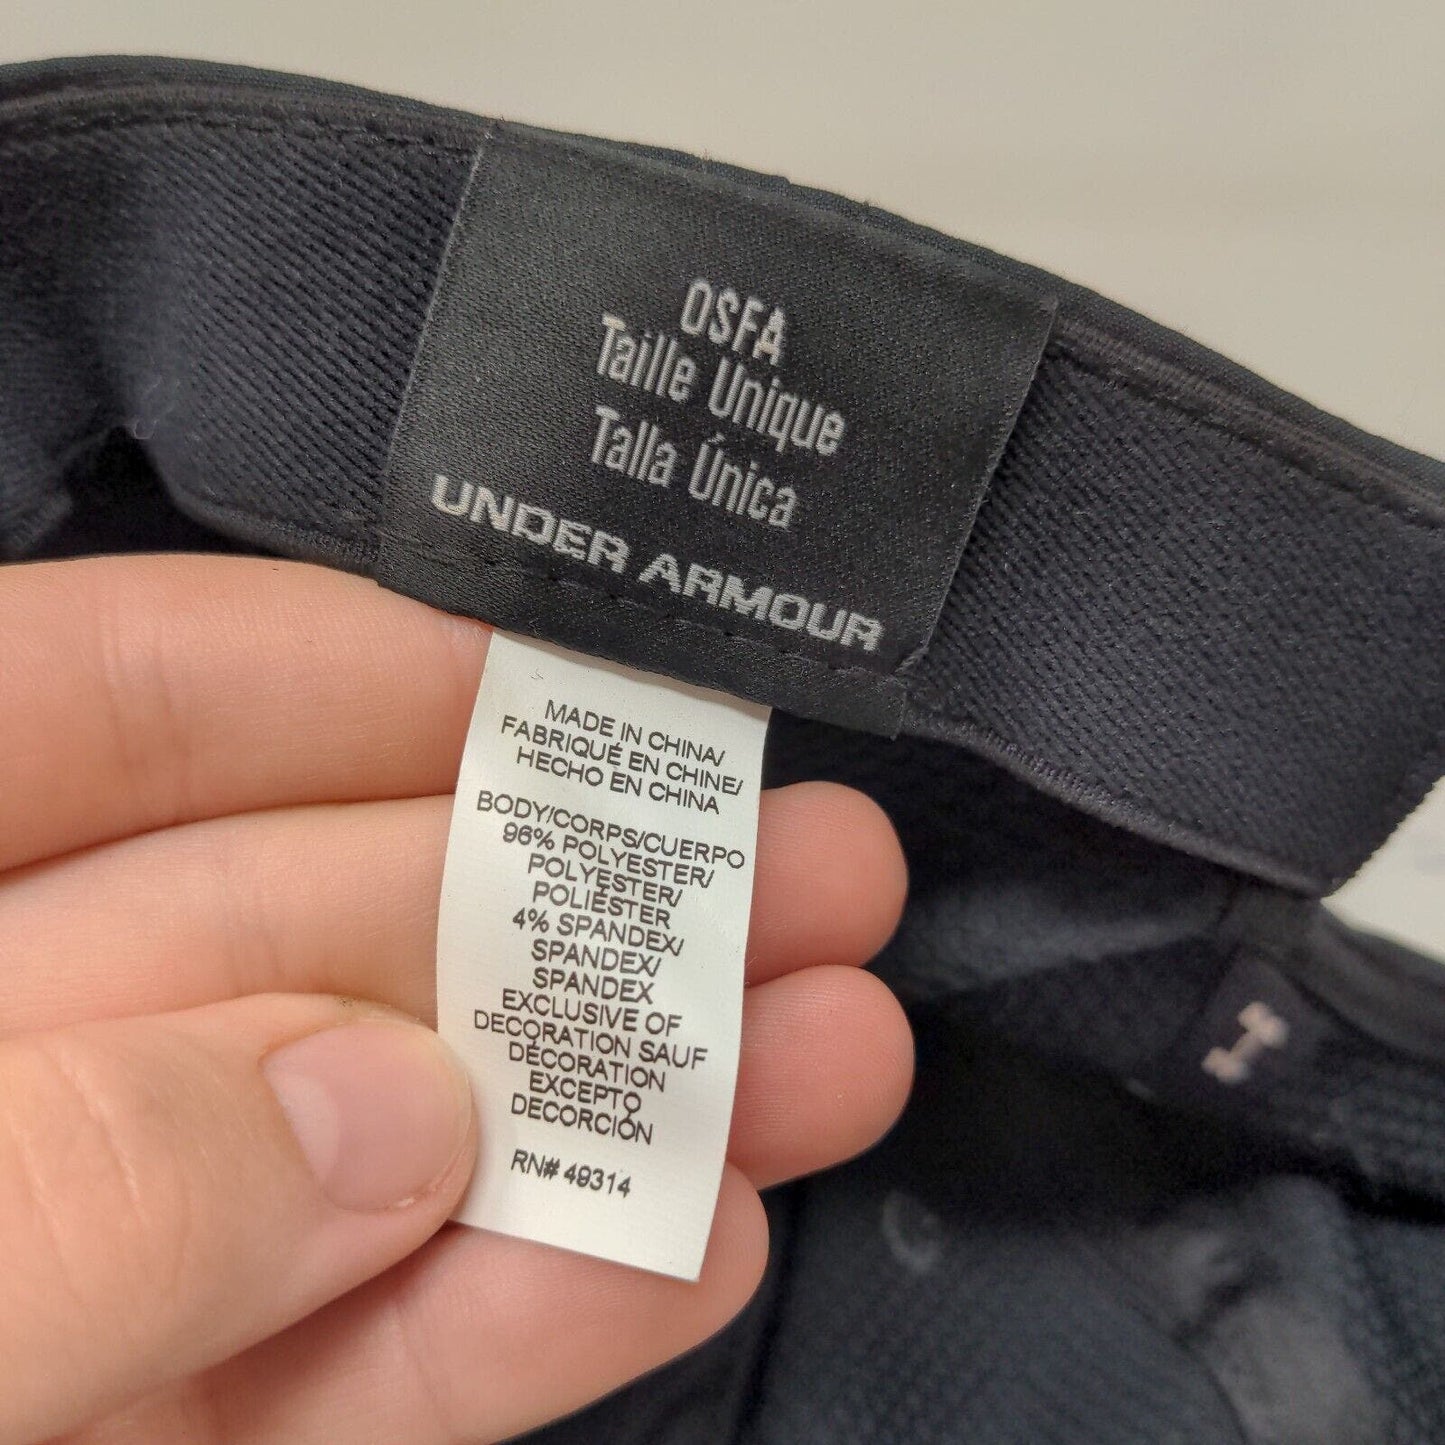 OSFA
Taille Unique
Talla Única
UNDER ARMOUR
MADE IN CHINA/
FABRIQUÉ EN CHINE/
HECHO EN CHINA
BODY/CORPS/CUERPO
96% POLYESTER/
POLYESTER/
POLIÉSTER
4% SPANDEX/
SPANDEX/
SPANDEX
EXCLUSIVE OF
DECORATION SAUF
DÉCORATION
EXCEPTO
DECORCIÓN
RN# 49314